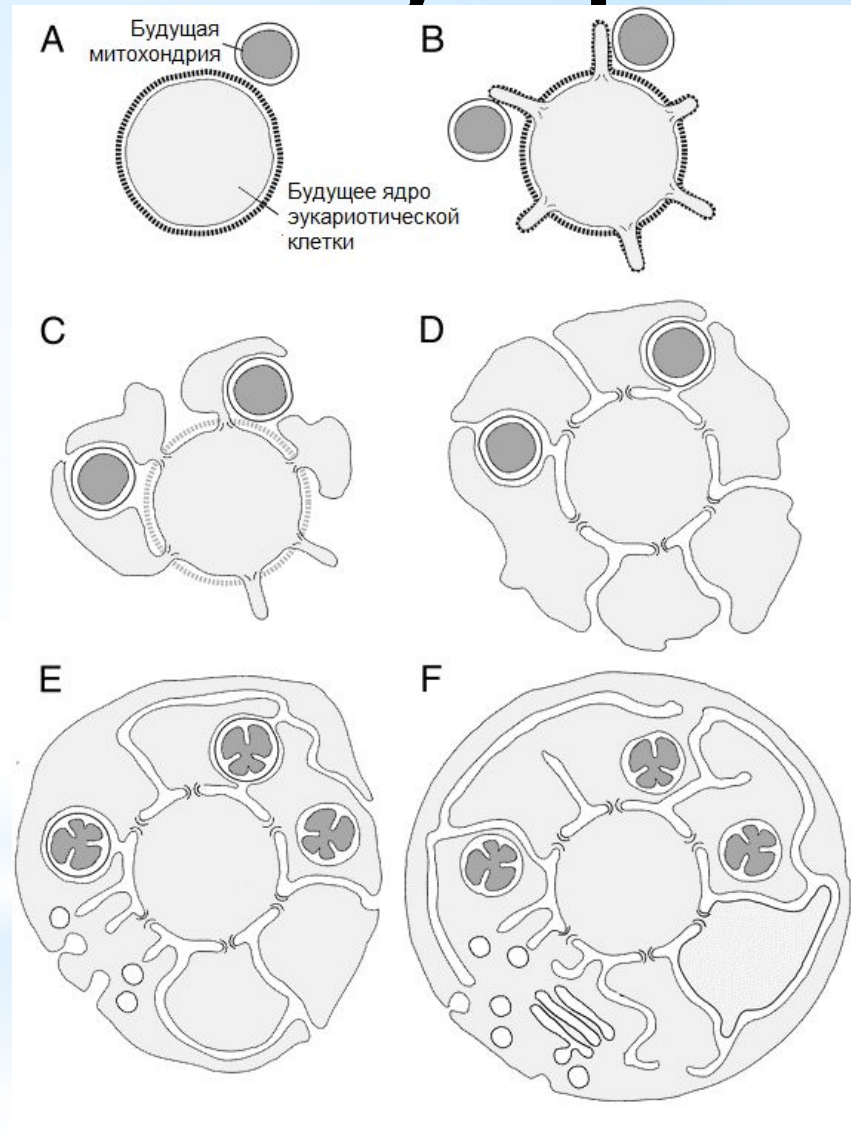 A
Будущая
митохондрия
B
Будущее ядро
эукариотической
клетки
C
D
E
F